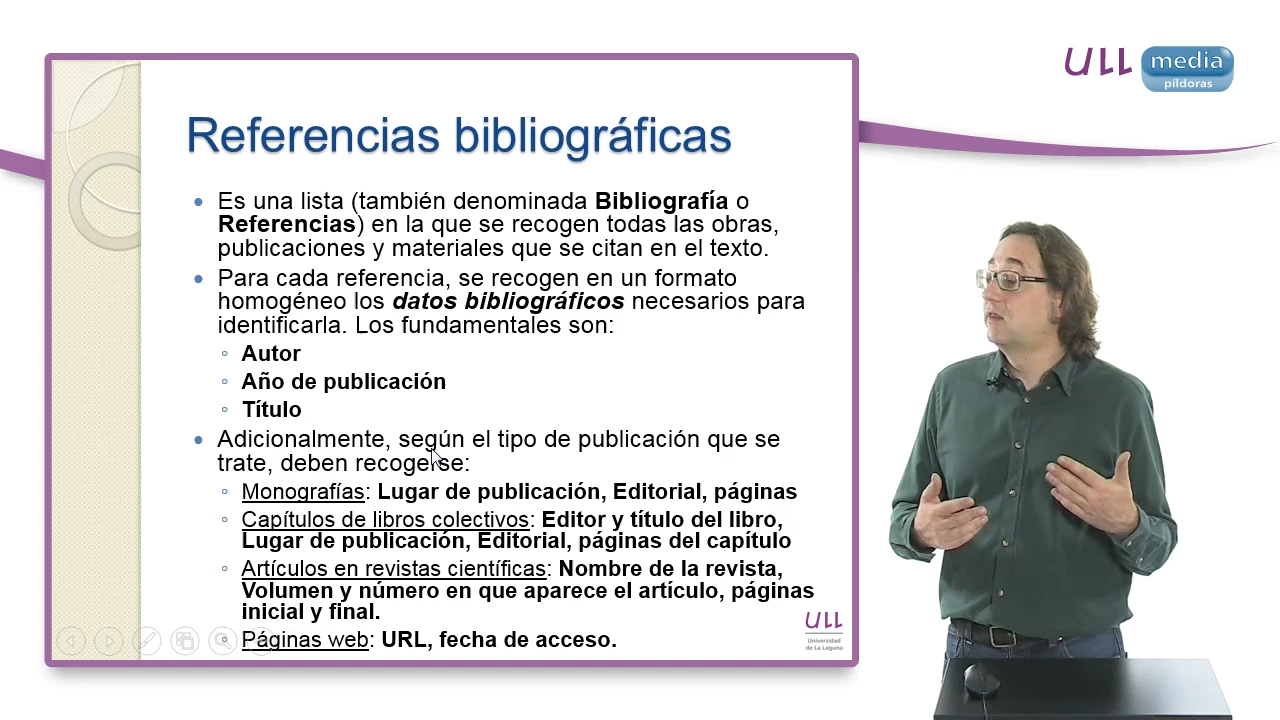 ULL media
píldoras
Referencias bibliográficas
Es una lista (también denominada Bibliografía o
Referencias) en la que se recogen todas las obras,
publicaciones y materiales que se citan en el texto.
Para cada referencia, se recogen en un formato
homogéneo los datos bibliográficos necesarios para
identificarla. Los fundamentales son:
Autor
Año de publicación
Título
Adicionalmente, según el tipo de publicación que se
trate, deben recogerse:
Monografías: Lugar de publicación, Editorial, páginas
Capítulos de libros colectivos: Editor y título del libro,
Lugar de publicación, Editorial, páginas del capítulo
Artículos en revistas científicas: Nombre de la revista,
Volumen y número en que aparece el artículo, páginas
inicial y final.
Páginas web: URL, fecha de acceso.
ULL
Universidad
de La Laguna